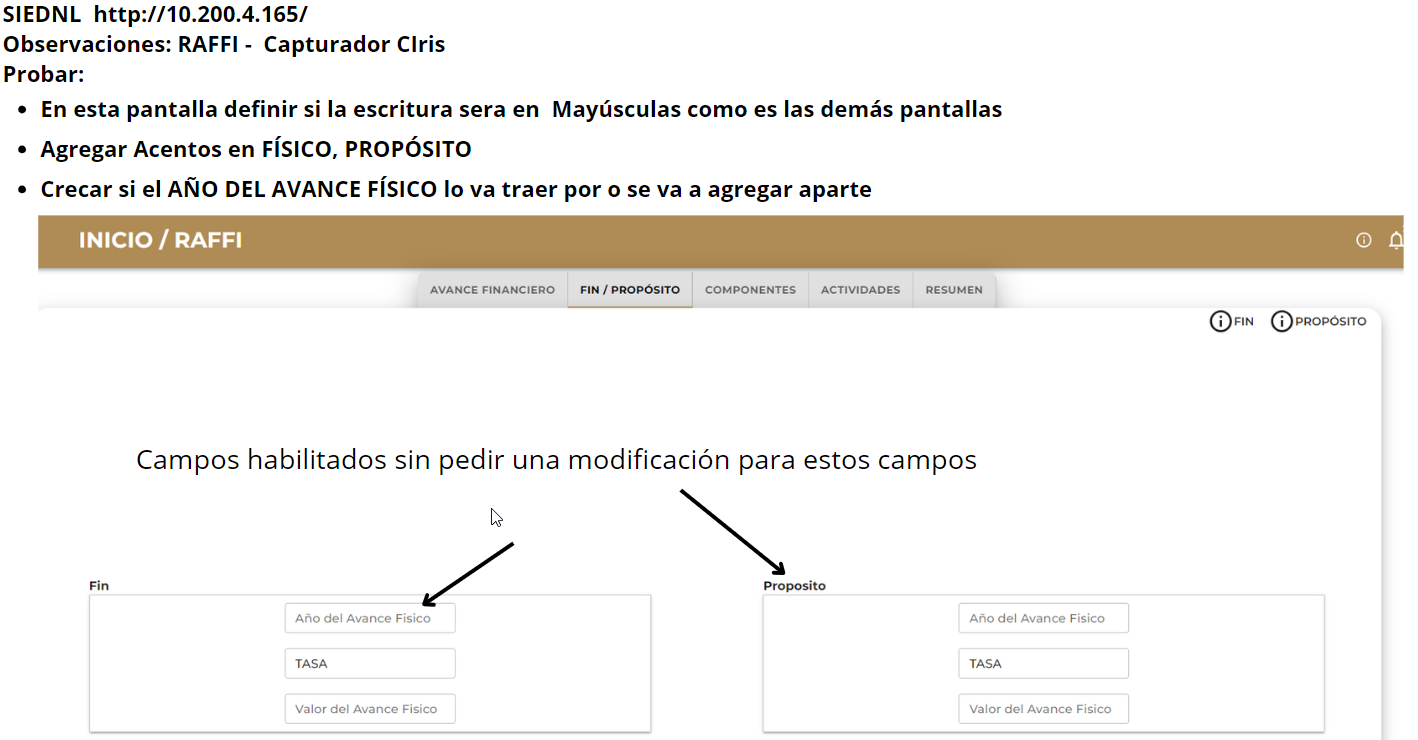 SIEDNL http://10.200.4.165/
Observaciones: RAFFI - Capturador CIris
Probar:
• En esta pantalla definir si la escritura sera en Mayúsculas como es las demás pantallas
• Agregar Acentos en FÍSICO, PROPÓSITO
• Crecar si el AÑO DEL AVANCE FÍSICO lo va traer por o se va a agregar aparte
INICIO / RAFFI
AVANCE FINANCIERO FIN / PROPÓSITO COMPONENTES ACTIVIDADES RESUMEN
FIN PROPÓSITO
Campos habilitados sin pedir una modificación para estos campos
Fin Proposito
Año del Avance Fisico Año del Avance Fisico
TASA TASA
Valor del Avance Fisico Valor del Avance Fisico